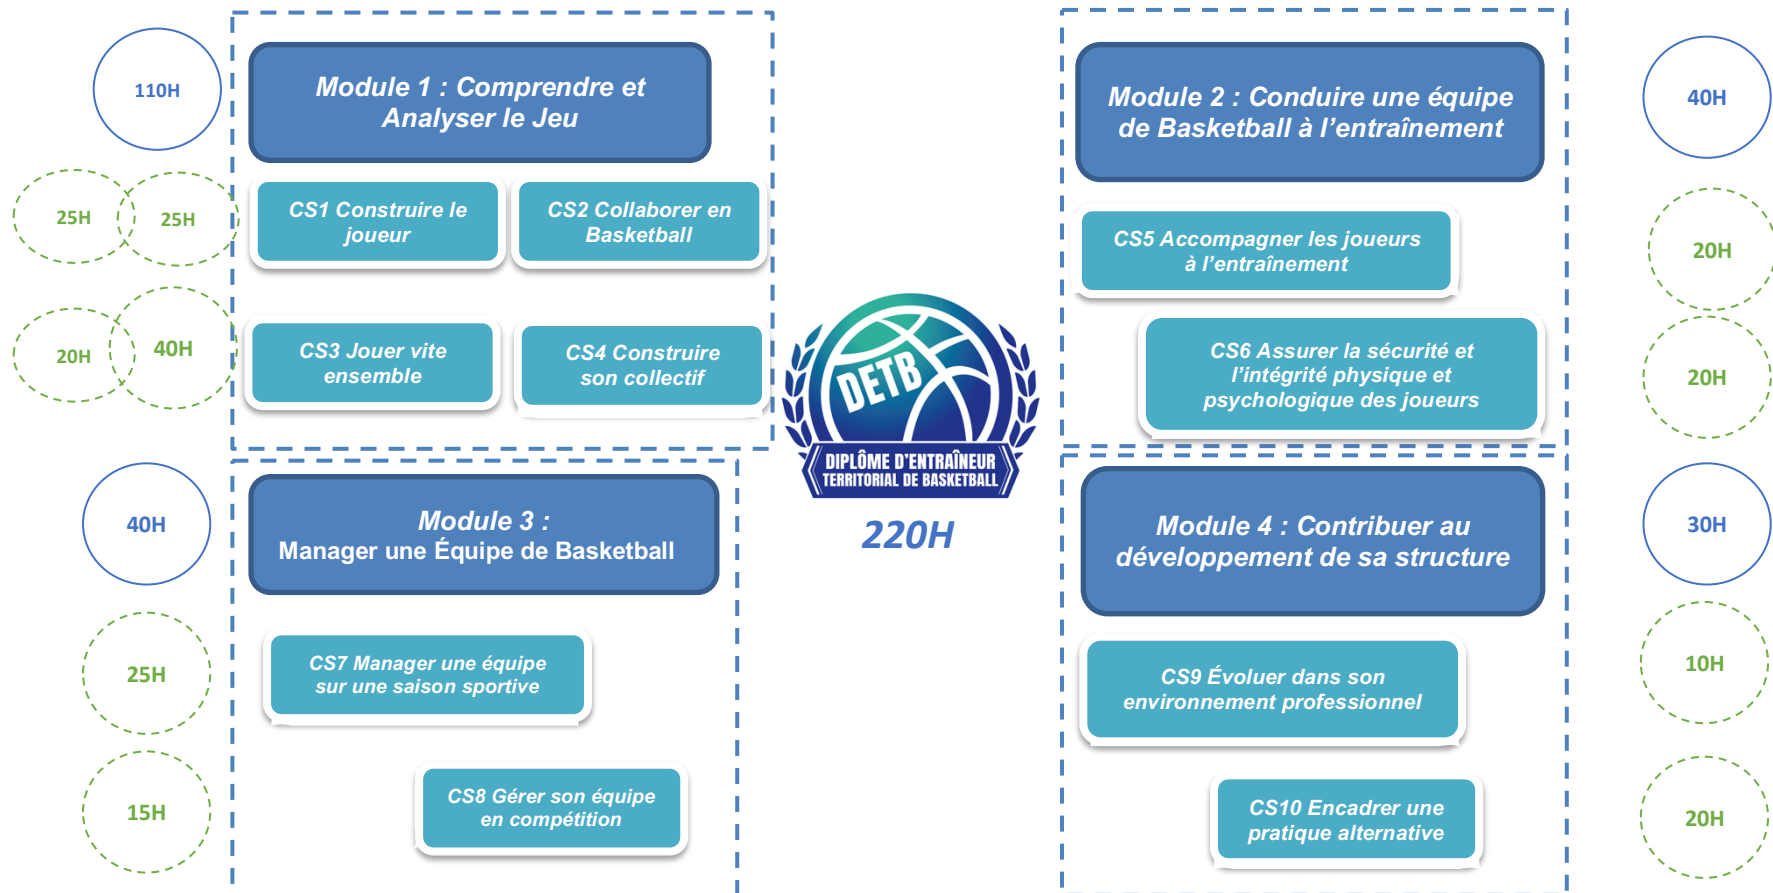 110H
Module 1 : Comprendre et
Analyser le Jeu
25H
25H
CS1 Construire le
joueur
CS2 Collaborer en
Basketball
20H
40H
CS3 Jouer vite
ensemble
CS4 Construire
son collectif
Module 2 : Conduire une équipe
de Basketball à l’entraînement
40H
CS5 Accompagner les joueurs
à l’entraînement
20H
CS6 Assurer la sécurité et
l’intégrité physique et
psychologique des joueurs
20H
DETB
DIPLÔME D'ENTRAÎNEUR
TERRITORIAL DE BASKETBALL
220H
40H
Module 3 :
Manager une Équipe de Basketball
25H
CS7 Manager une équipe
sur une saison sportive
15H
CS8 Gérer son équipe
en compétition
Module 4 : Contribuer au
développement de sa structure
30H
CS9 Évoluer dans son
environnement professionnel
10H
CS10 Encadrer une
pratique alternative
20H